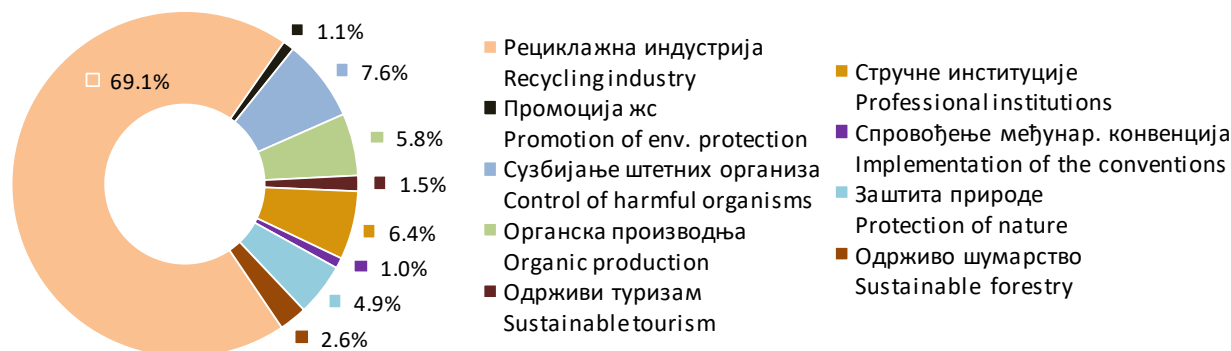 1.1%
7.6%
69.1%
5.8%
1.5%
6.4%
1.0%
4.9%
2.6%
Рециклажна индустрија
Recycling industry
Промоција жс
Promotion of env. protection
Сузбијање штетних организа
Control of harmful organisms
Органска производња
Organic production
Одрживи туризам
Sustainable tourism
Стручне институције
Professional institutions
Спровођење међунар. конвенција
Implementation of the conventions
Заштита природе
Protection of nature
Одрживо шумарство
Sustainable forestry